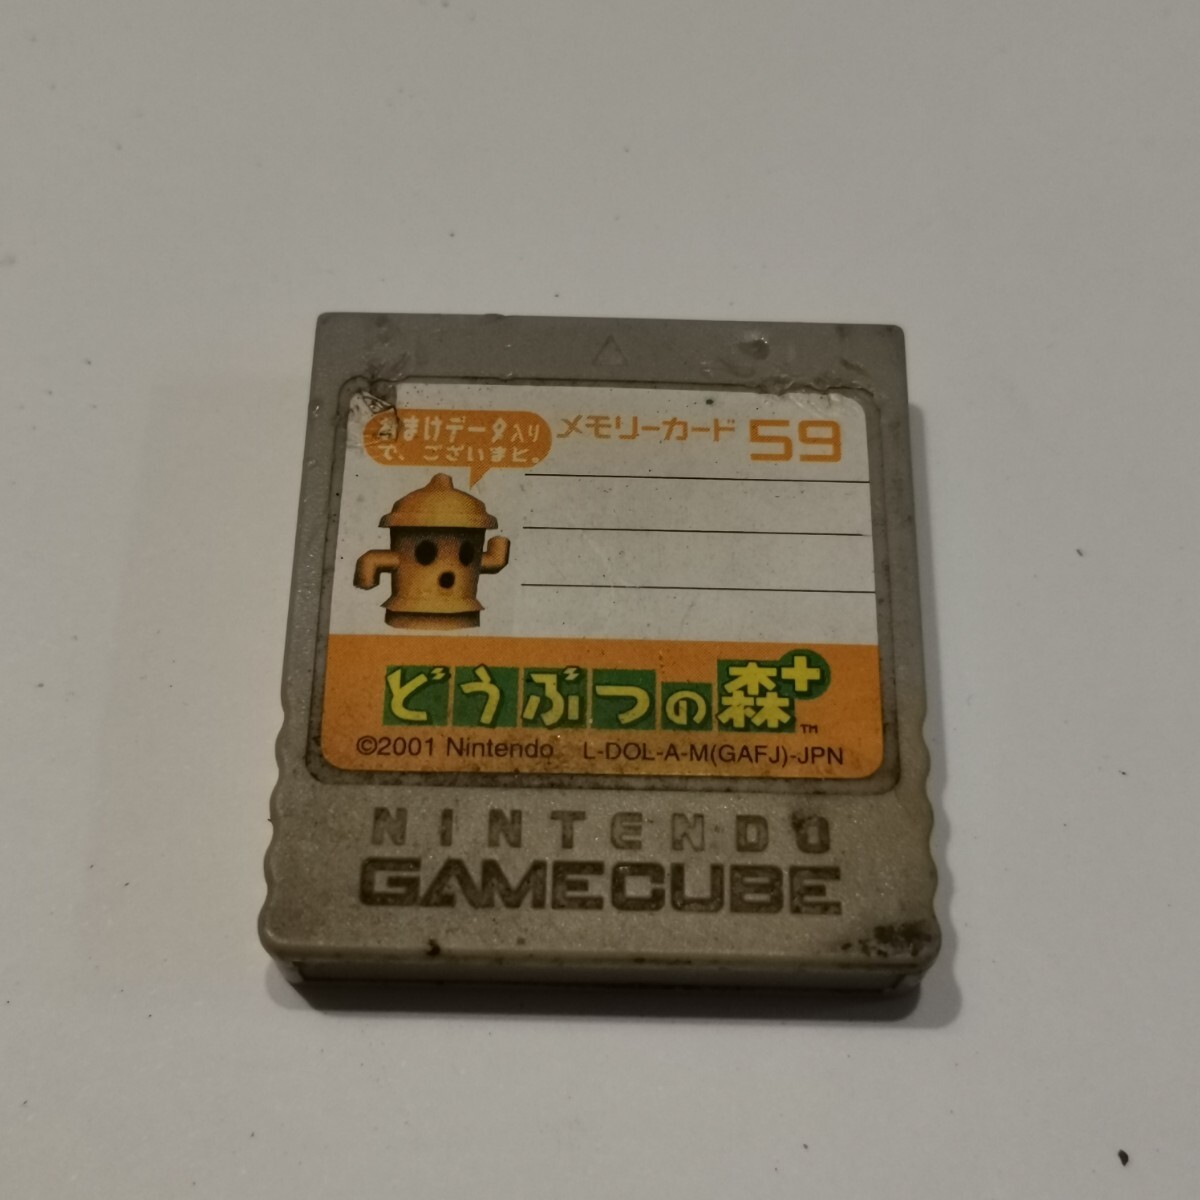 おまけデータ入り
で、ございまヒ。
メモリーカード 59
どうぶつの森+™
©2001 Nintendo L-DOL-A-M(GAFJ)-JPN
NINTENDO
GAMECUBE